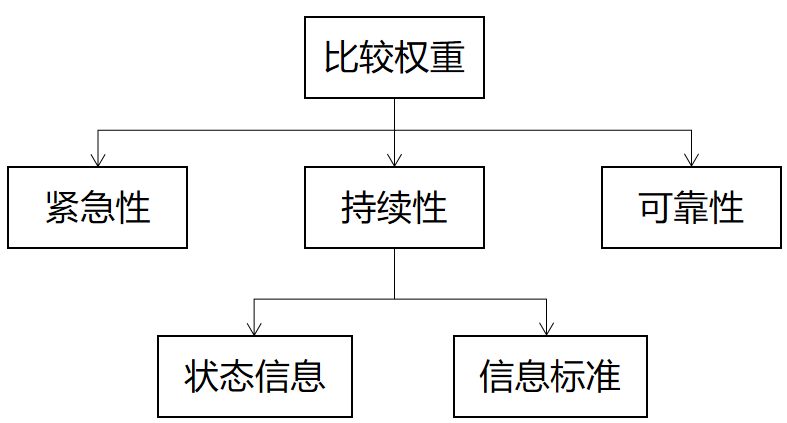 比较权重
紧急性
持续性
可靠性
状态信息
信息标准